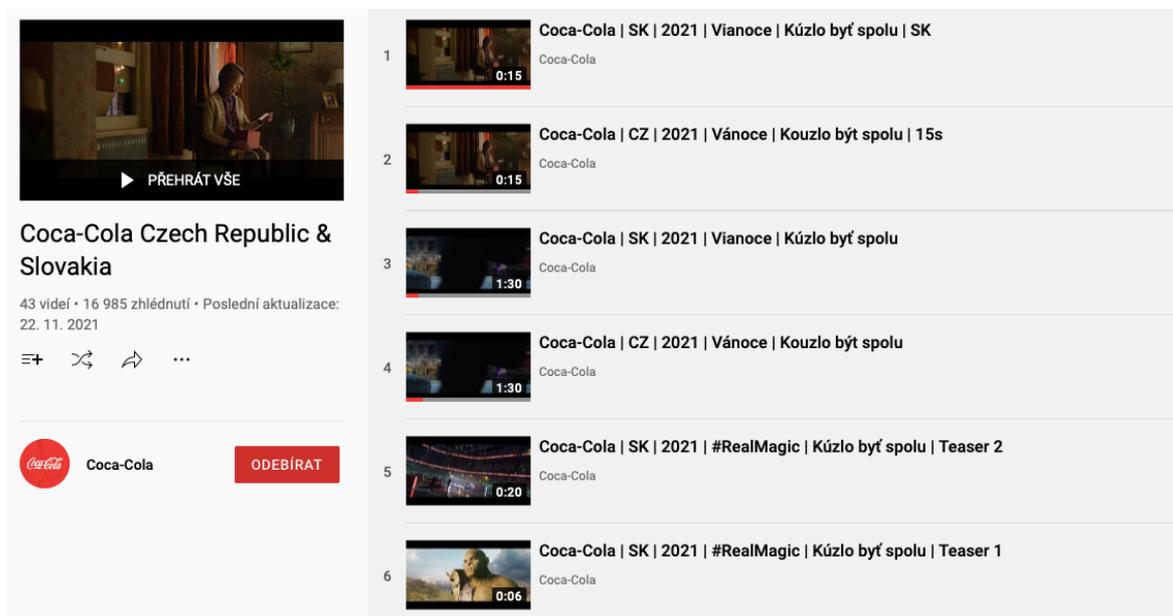 PŘEHRÁT VŠE
Coca-Cola Czech Republic &
Slovakia
43 videí • 16 985 zhlédnutí • Poslední aktualizace:
22. 11. 2021
Coca-Cola
Coca-Cola
ODEBÍRAT
1
0:15
Coca-Cola | SK | 2021 | Vianoce | Kúzlo byť spolu | SK
Coca-Cola
2
0:15
Coca-Cola | CZ | 2021 | Vánoce | Kouzlo být spolu | 15s
Coca-Cola
3
1:30
Coca-Cola | SK | 2021 | Vianoce | Kúzlo byť spolu
Coca-Cola
4
1:30
Coca-Cola | CZ | 2021 | Vánoce | Kouzlo být spolu
Coca-Cola
5
0:20
Coca-Cola | SK | 2021 | #RealMagic | Kúzlo byť spolu | Teaser 2
Coca-Cola
6
0:06
Coca-Cola | SK | 2021 | #RealMagic | Kúzlo byť spolu | Teaser 1
Coca-Cola